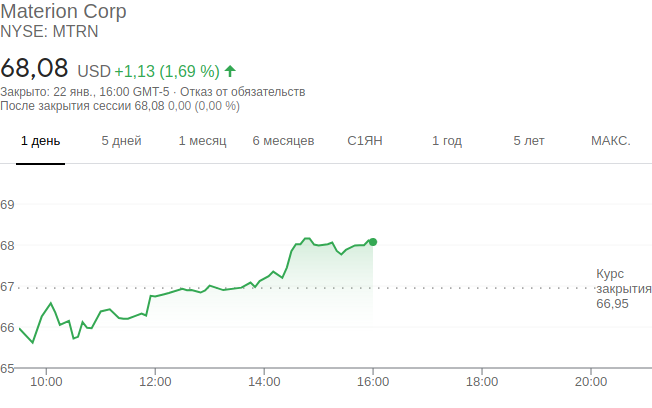 Materion Corp
NYSE: MTRN
68,08 USD +1,13 (1,69 %)
Закрыто: 22 янв., 16:00 GMT-5 · Отказ от обязательств
После закрытия сессии 68,08 0,00 (0,00 %)
1 день 5 дней 1 месяц 6 месяцев С1ЯН 1 год 5 лет МАКС.
69
68
67
Курс
закрытия
66,95
66
65
10:00 12:00 14:00 16:00 18:00 20:00